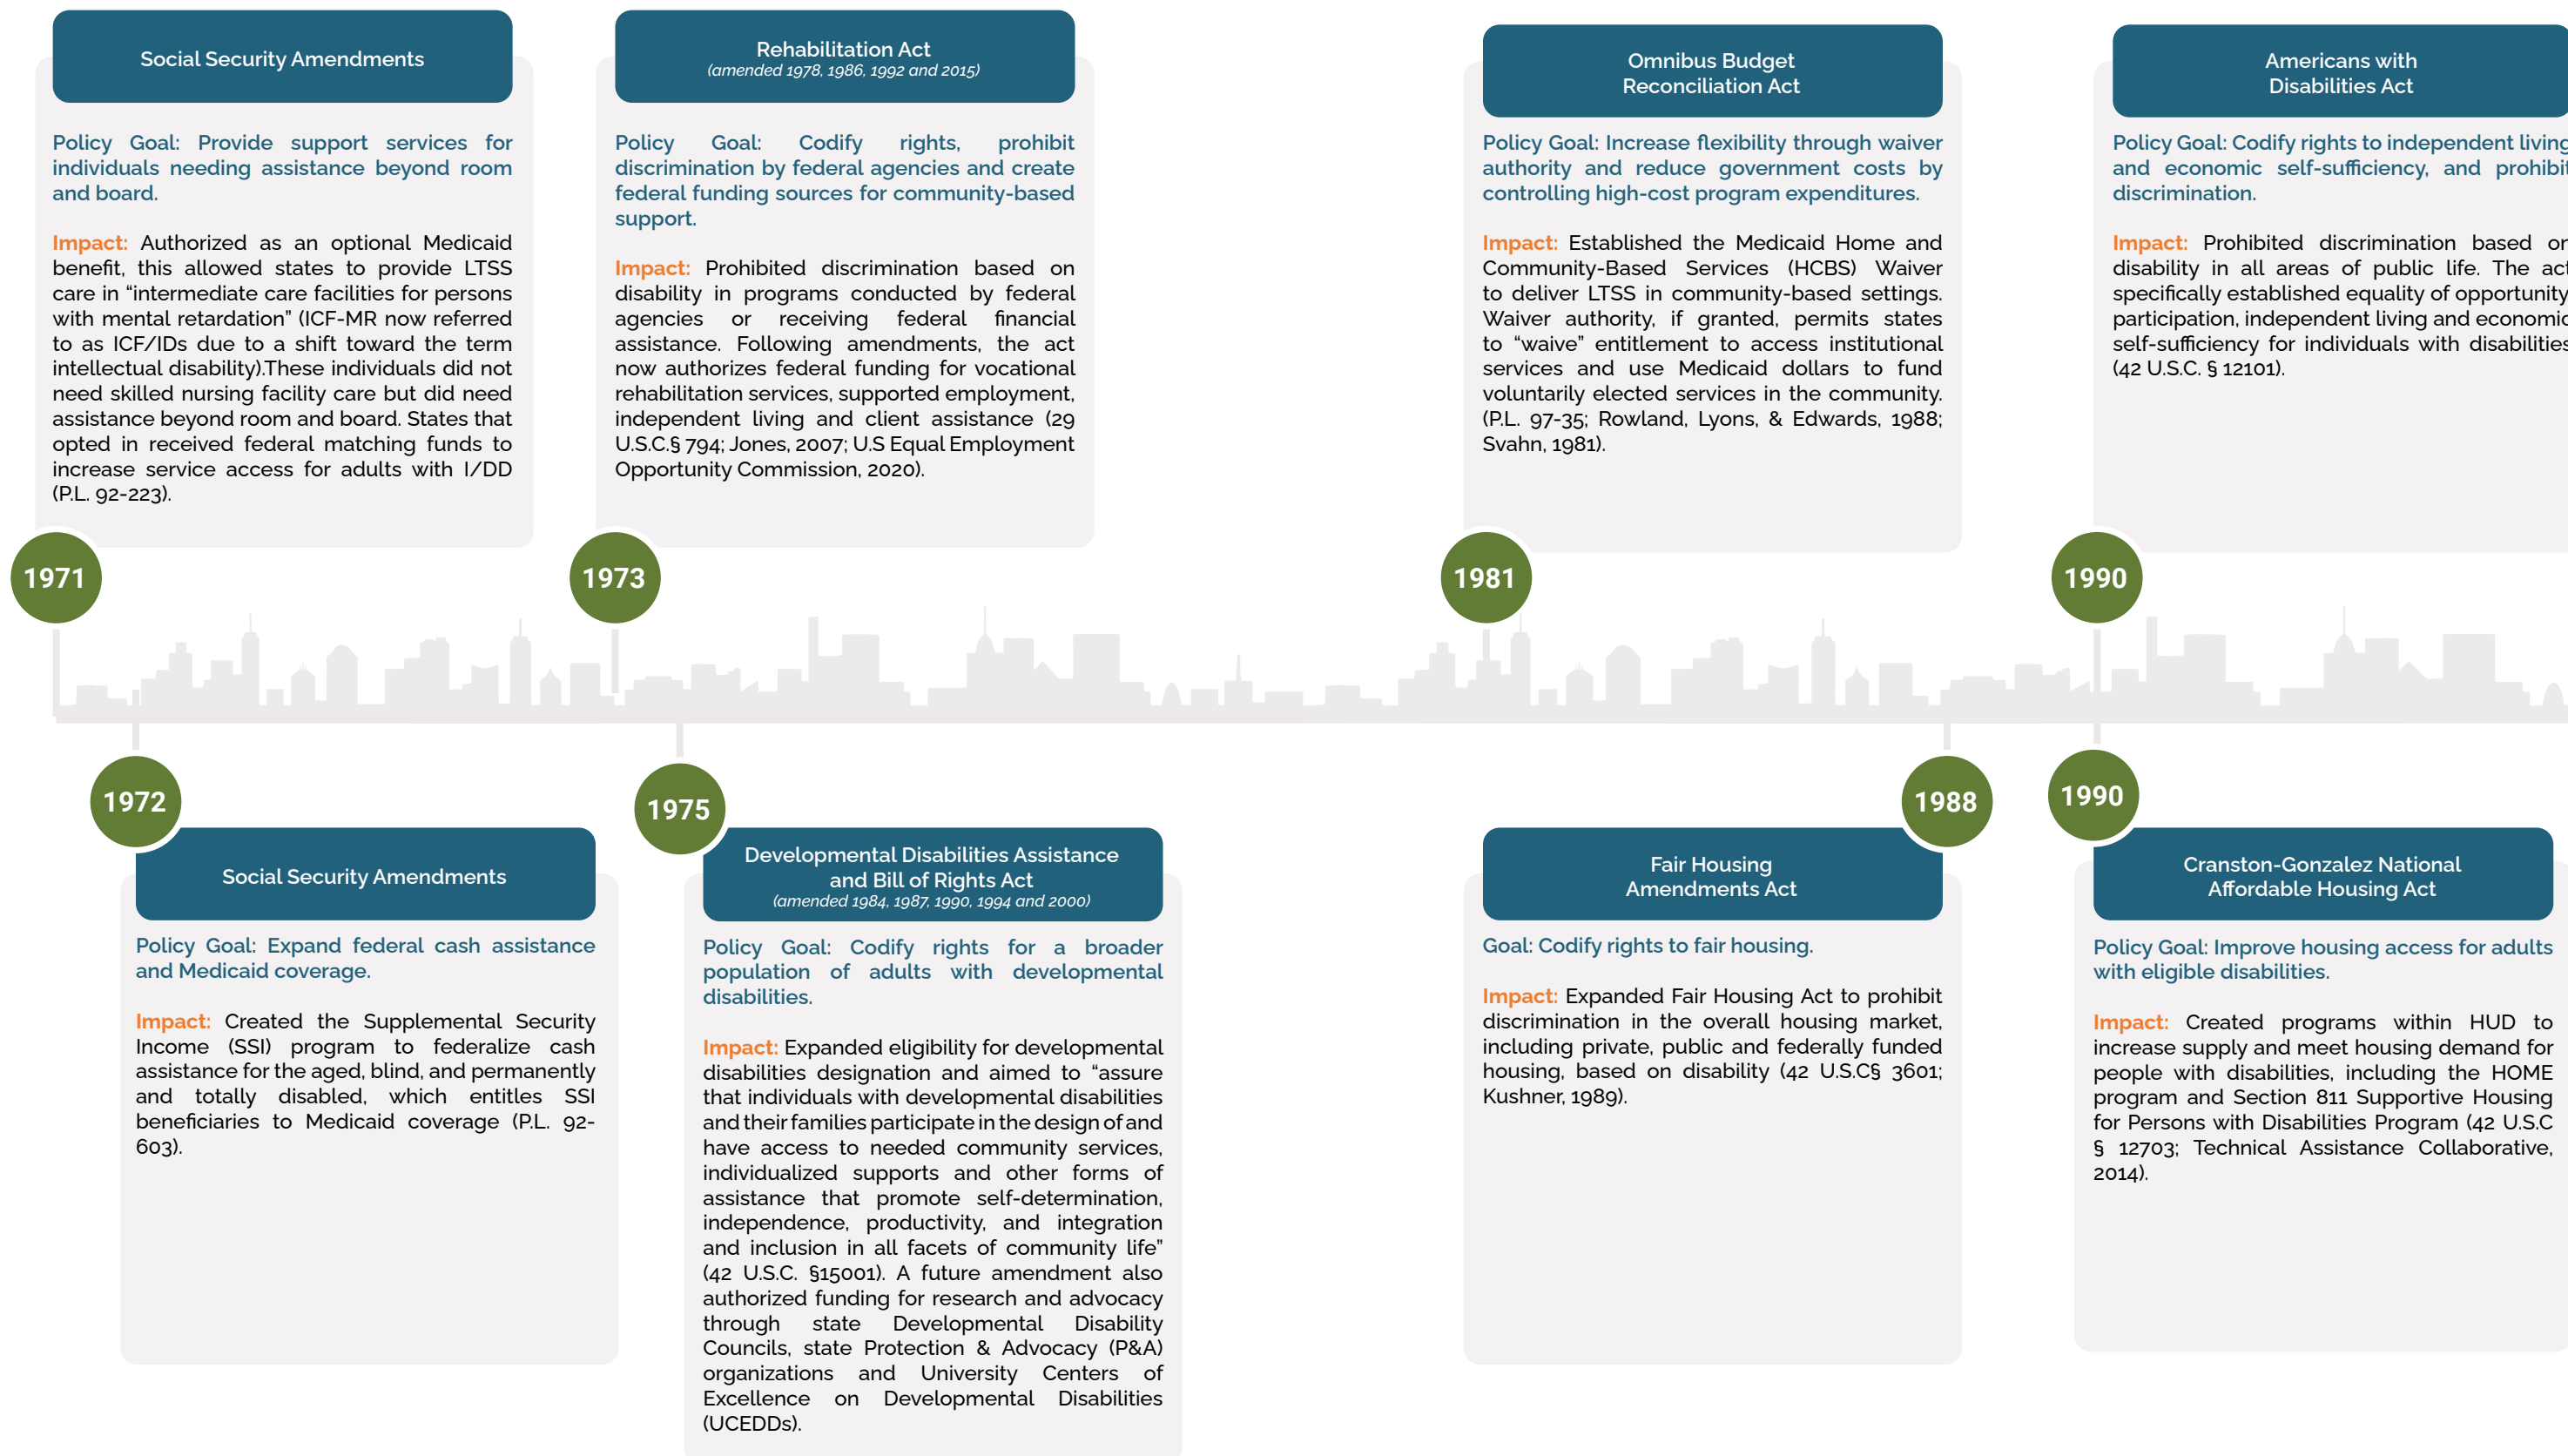 Social Security Amendments
Policy Goal: Provide support services for
individuals needing assistance beyond room
and board.
Impact: Authorized as an optional Medicaid
benefit, this allowed states to provide LTSS
care in “intermediate care facilities for persons
with mental retardation” (ICF-MR now referred
to as ICF/IDs due to a shift toward the term
intellectual disability).These individuals did not
need skilled nursing facility care but did need
assistance beyond room and board. States that
opted in received federal matching funds to
increase service access for adults with I/DD
(P.L. 92-223).
1971
Rehabilitation Act
(amended 1978, 1986, 1992 and 2015)
Policy Goal: Codify rights, prohibit
discrimination by federal agencies and create
federal funding sources for community-based
support.
Impact: Prohibited discrimination based on
disability in programs conducted by federal
agencies or receiving federal financial
assistance. Following amendments, the act
now authorizes federal funding for vocational
rehabilitation services, supported employment,
independent living and client assistance (29
U.S.C.§ 794; Jones, 2007; U.S Equal Employment
Opportunity Commission, 2020).
1973
Omnibus Budget
Reconciliation Act
Policy Goal: Increase flexibility through waiver
authority and reduce government costs by
controlling high-cost program expenditures.
Impact: Established the Medicaid Home and
Community-Based Services (HCBS) Waiver
to deliver LTSS in community-based settings.
Waiver authority, if granted, permits states
to “waive” entitlement to access institutional
services and use Medicaid dollars to fund
voluntarily elected services in the community.
(P.L. 97-35; Rowland, Lyons, & Edwards, 1988;
Svahn, 1981).
1981
Americans with
Disabilities Act
Policy Goal: Codify rights to independent living
and economic self-sufficiency, and prohibit
discrimination.
Impact: Prohibited discrimination based on
disability in all areas of public life. The act
specifically established equality of opportunity,
participation, independent living and economic
self-sufficiency for individuals with disabilities
(42 U.S.C. § 12101).
1990
1972
Social Security Amendments
Policy Goal: Expand federal cash assistance
and Medicaid coverage.
Impact: Created the Supplemental Security
Income (SSI) program to federalize cash
assistance for the aged, blind, and permanently
and totally disabled, which entitles SSI
beneficiaries to Medicaid coverage (P.L. 92-
603).
1975
Developmental Disabilities Assistance
and Bill of Rights Act
(amended 1984, 1987, 1990, 1994 and 2000)
Policy Goal: Codify rights for a broader
population of adults with developmental
disabilities.
Impact: Expanded eligibility for developmental
disabilities designation and aimed to “assure
that individuals with developmental disabilities
and their families participate in the design of and
have access to needed community services,
individualized supports and other forms of
assistance that promote self-determination,
independence, productivity, and integration
and inclusion in all facets of community life”
(42 U.S.C. §15001). A future amendment also
authorized funding for research and advocacy
through state Developmental Disability
Councils, state Protection & Advocacy (P&A)
organizations and University Centers of
Excellence on Developmental Disabilities
(UCEDDs).
1988
Fair Housing
Amendments Act
Goal: Codify rights to fair housing.
Impact: Expanded Fair Housing Act to prohibit
discrimination in the overall housing market,
including private, public and federally funded
housing, based on disability (42 U.S.C§ 3601;
Kushner, 1989).
1990
Cranston-Gonzalez National
Affordable Housing Act
Policy Goal: Improve housing access for adults
with eligible disabilities.
Impact: Created programs within HUD to
increase supply and meet housing demand for
people with disabilities, including the HOME
program and Section 811 Supportive Housing
for Persons with Disabilities Program (42 U.S.C
§ 12703; Technical Assistance Collaborative,
2014).